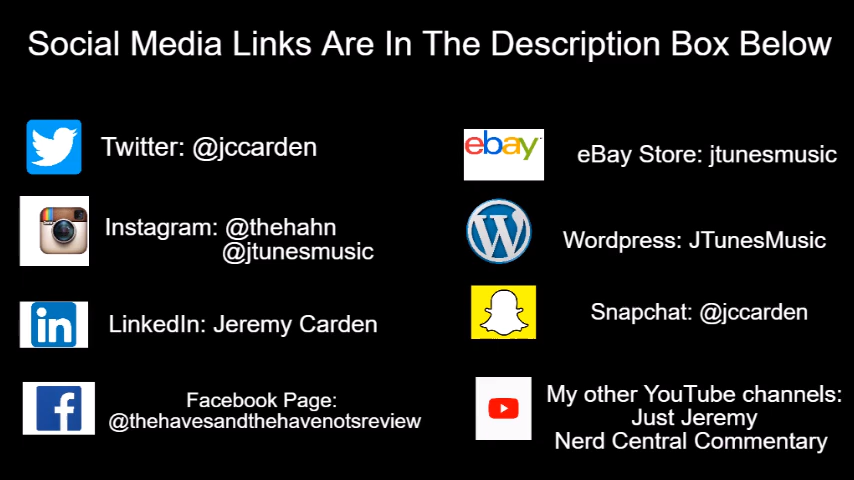 Social Media Links Are In The Description Box Below
Twitter: @jccarden
Instagram: @thehahn
@jtunesmusic
in
LinkedIn: Jeremy Carden
f
Facebook Page:
@thehavesandthehavenotsreview
ebay
eBay Store: jtunesmusic
W
Wordpress: JTunesMusic
Snapchat: @jccarden
My other YouTube channels:
Just Jeremy
Nerd Central Commentary